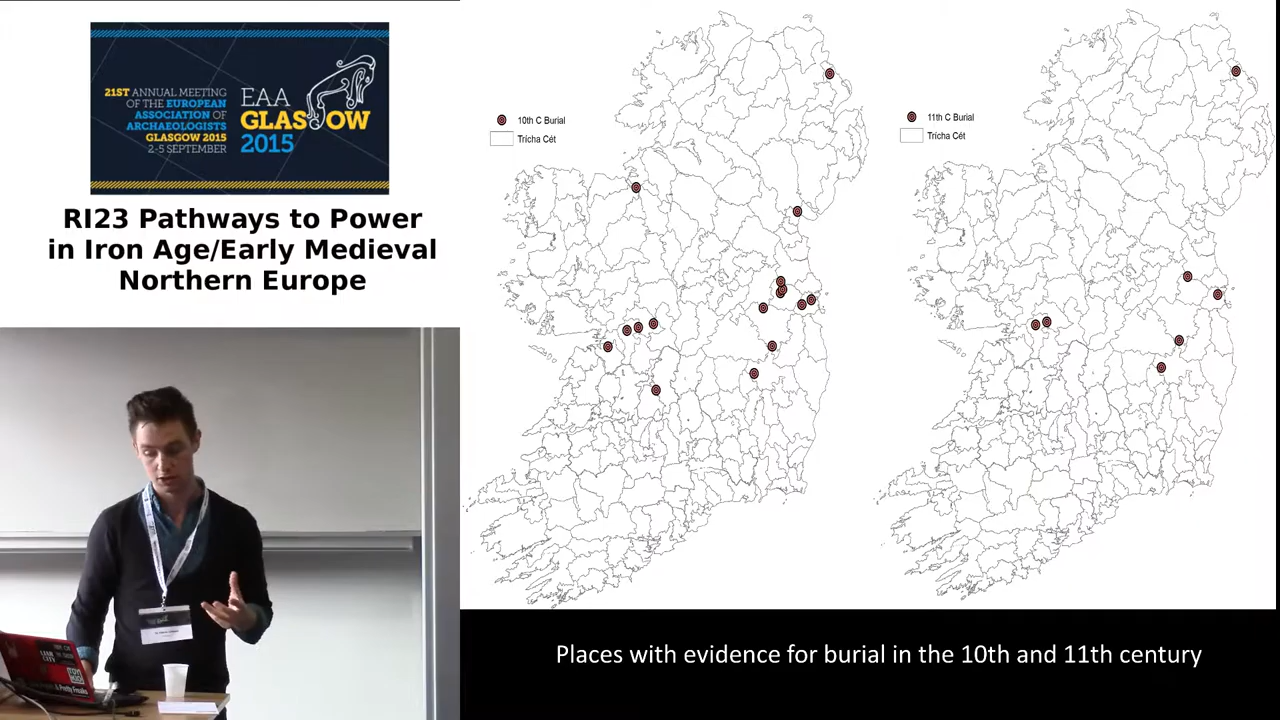 21ST ANNUAL MEETING
OF THE EUROPEAN
ASSOCIATION OF
ARCHAEOLOGISTS
GLASGOW 2015
2-5 SEPTEMBER
EAA
GLASGOW
2015
RI23 Pathways to Power
in Iron Age/Early Medieval
Northern Europe
10th C Burial
Trícha Cét
11th C Burial
Trícha Cét
Places with evidence for burial in the 10th and 11th century